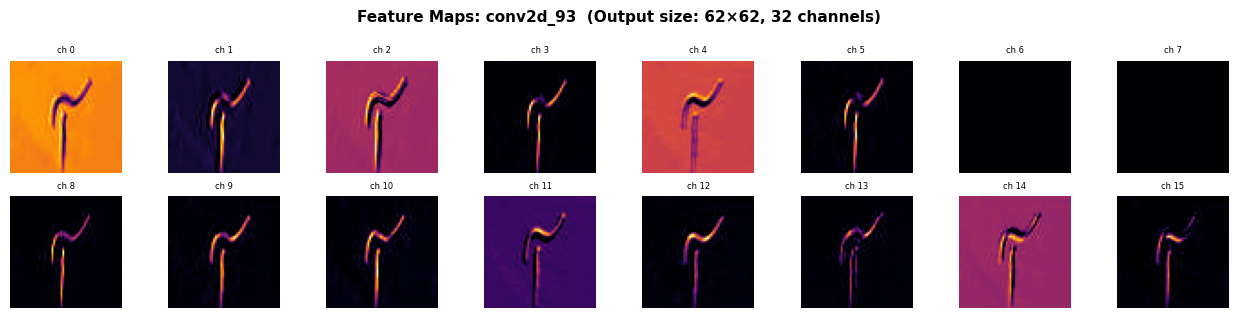 Feature Maps: conv2d_93  (Output size: 62×62, 32 channels)
ch 0 ch 1 ch 2 ch 3 ch 4 ch 5 ch 6 ch 7
ch 8 ch 9 ch 10 ch 11 ch 12 ch 13 ch 14 ch 15